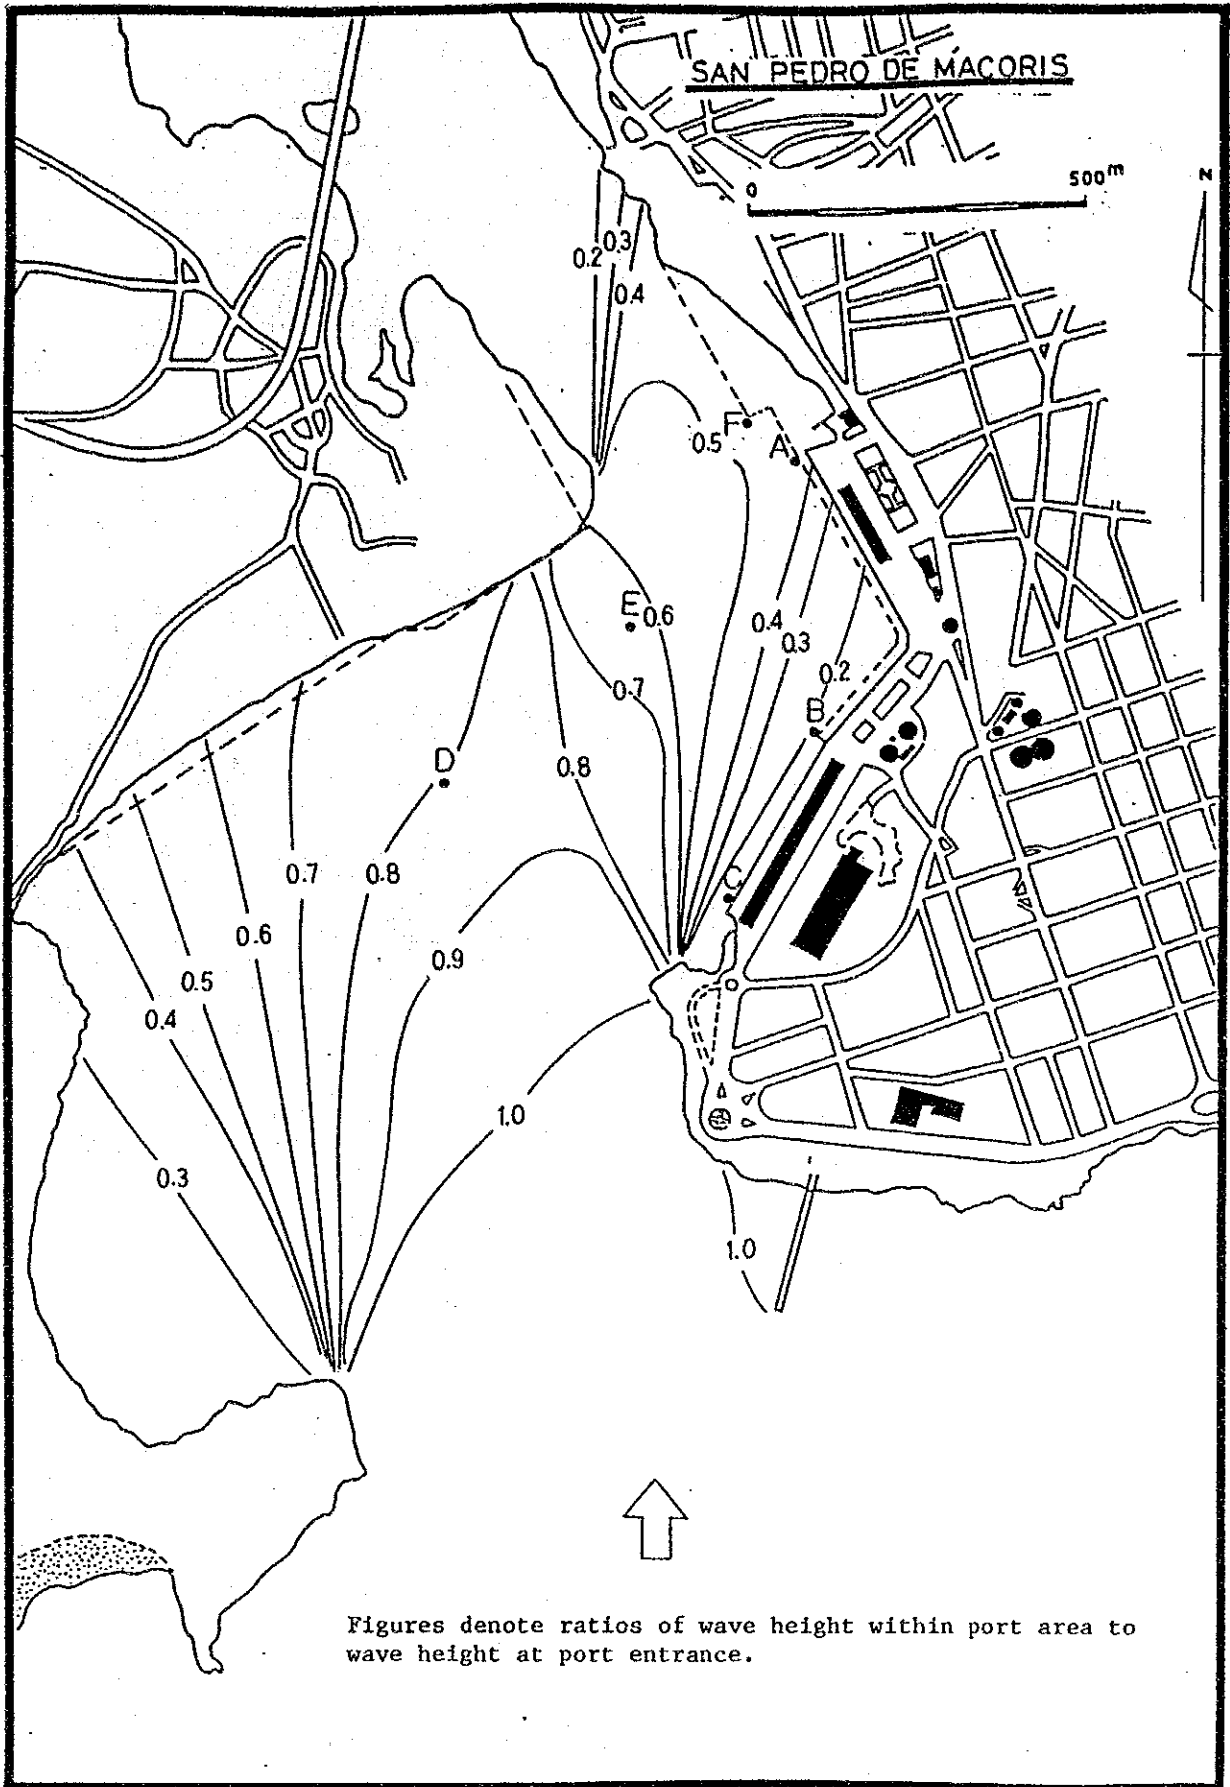 SAN PEDRO DE MACORIS
0 500m
N
0.2
0.3
0.4
0.5
F
A
E
0.6
0.4
0.3
0.7
0.2
B
D
0.8
0.7
0.8
C
0.6
0.9
0.5
0.4
1.0
0.3
1.0
Figures denote ratios of wave height within port area to
wave height at port entrance.